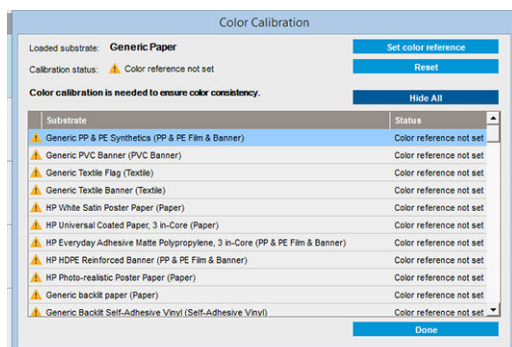 Color Calibration
Loaded substrate: Generic Paper
Set color reference
Calibration status: Color reference not set
Reset
Color calibration is needed to ensure color consistency.
Hide All
Substrate Status
Generic PP & PE Synthetics (PP & PE Film & Banner) Color reference not set
Generic PVC Banner (PVC Banner) Color reference not set
Generic Textile Flag (Textile) Color reference not set
Generic Textile Banner (Textile) Color reference not set
HP White Satin Poster Paper (Paper) Color reference not set
HP Universal Coated Paper, 3 in-Core (Paper) Color reference not set
HP Everyday Adhesive Matte Polypropylene, 3 in-Core (PP & PE Film & Banner) Color reference not set
HP HDPE Reinforced Banner (PP & PE Film & Banner) Color reference not set
HP Photo-realistic Poster Paper (Paper) Color reference not set
Generic backlit paper (Paper) Color reference not set
Generic Backlit Self-Adhesive Vinyl (Self-Adhesive Vinyl) Color reference not set
Done